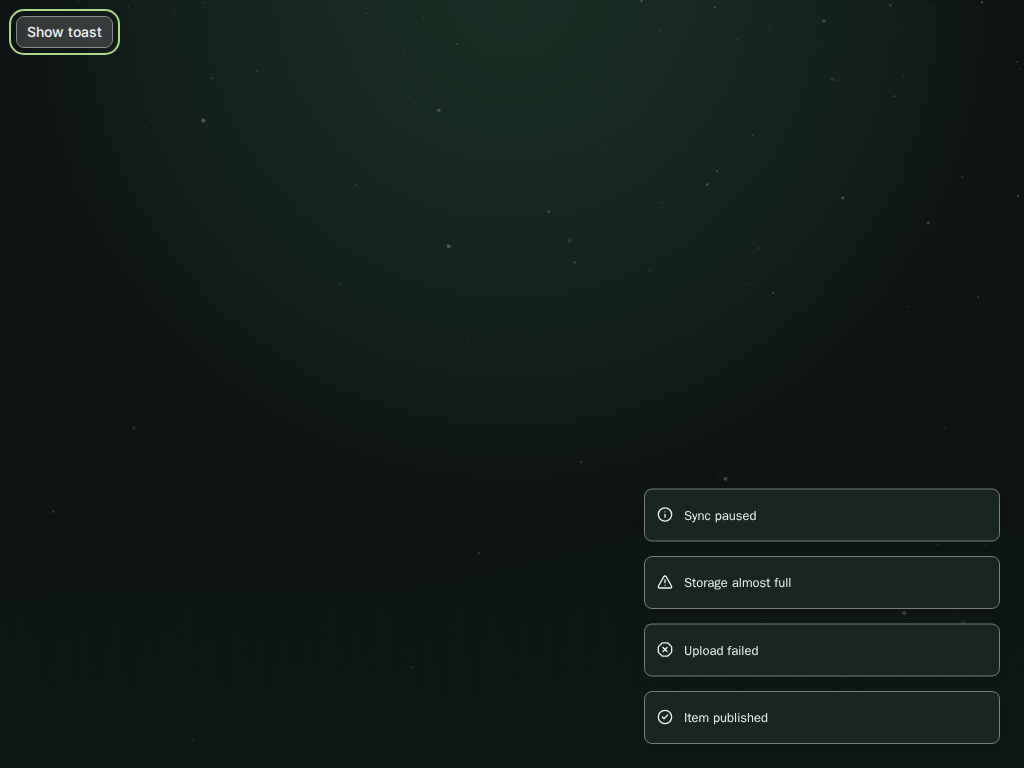 Show toast
Sync paused
Storage almost full
Upload failed
Item published